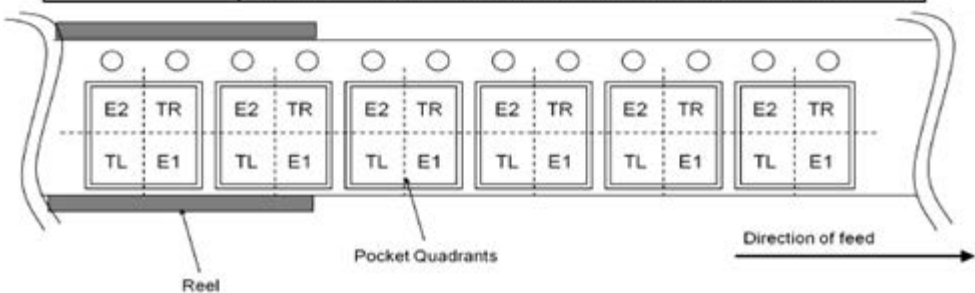 E2 TR E2 TR E2 TR E2 TR E2 TR E2 TR
TL E1 TL E1 TL E1 TL E1 TL E1 TL E1
Direction of feed
Pocket Quadrants
Reel